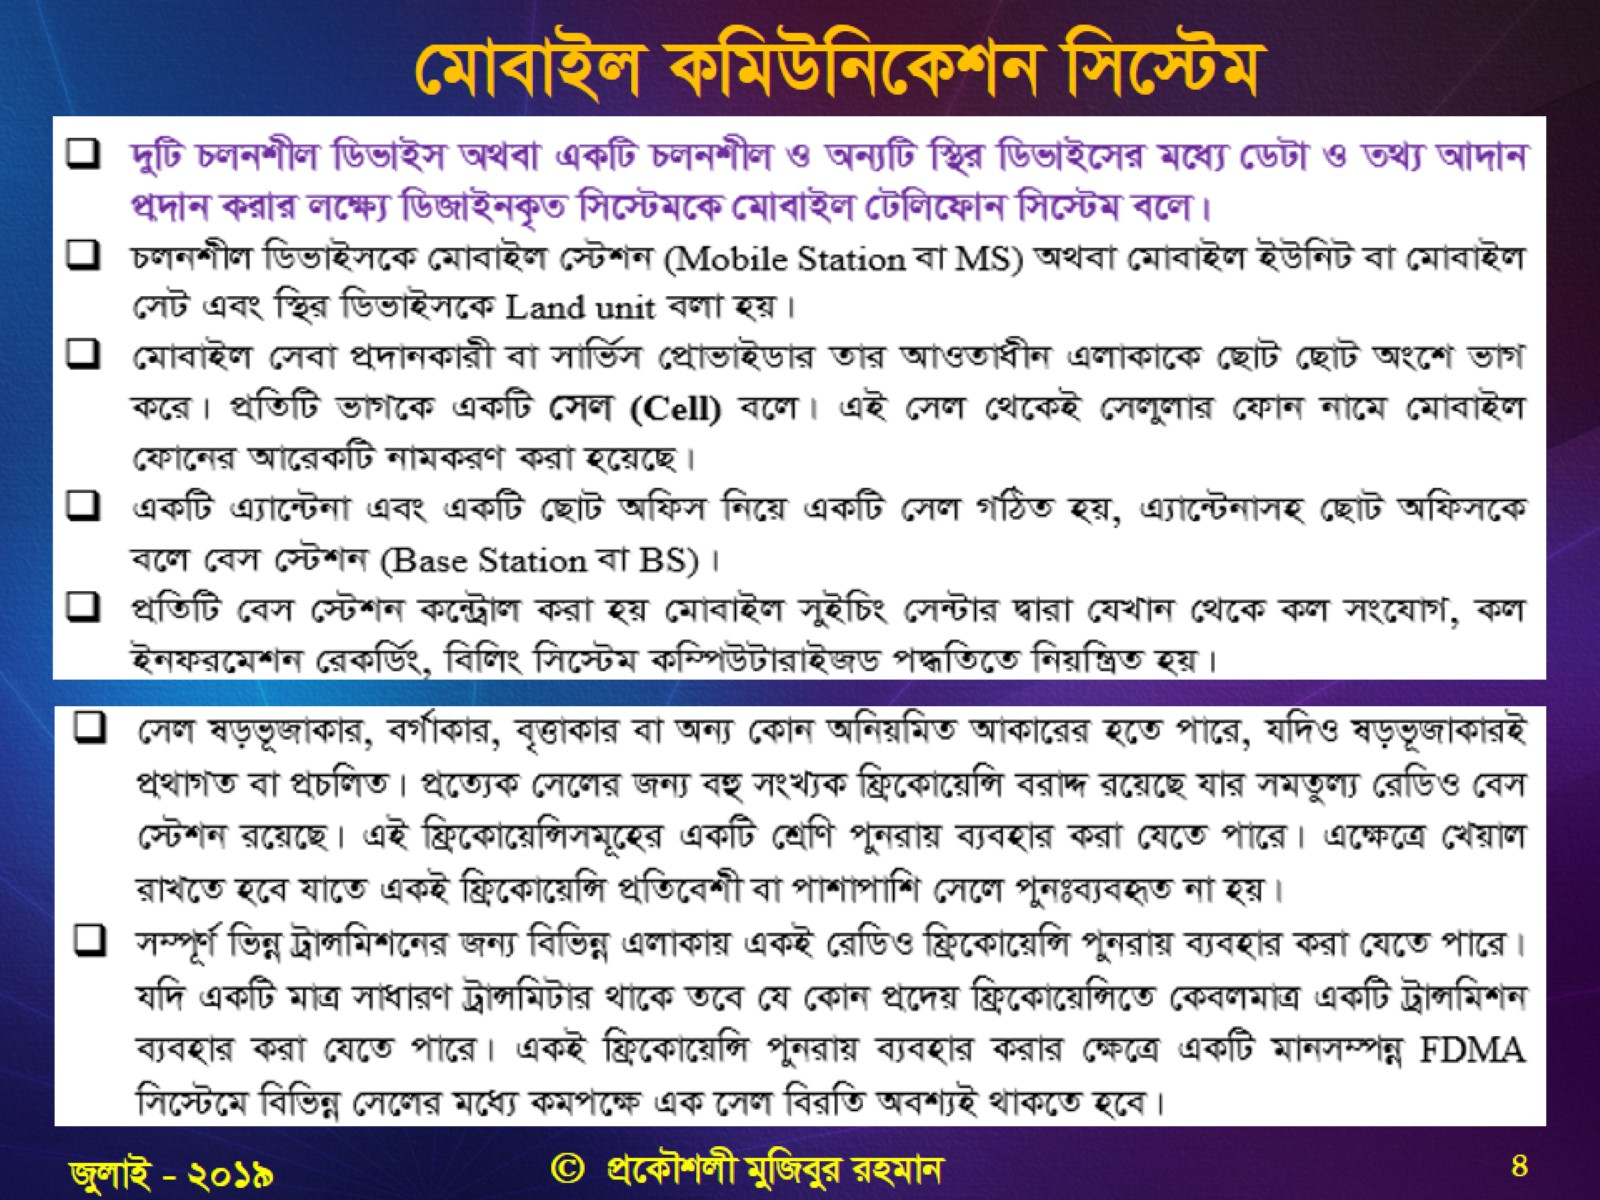 মোবাইল কমিউনিকেশন সিস্টেম
❑ দুটি চলনশীল ডিভাইস অথবা একটি চলনশীল ও অন্যটি স্থির ডিভাইসের মধ্যে ডেটা ও তথ্য আদান
প্রদান করার লক্ষ্যে ডিজাইনকৃত সিস্টেমকে মোবাইল টেলিফোন সিস্টেম বলে।
❑ চলনশীল ডিভাইসকে মোবাইল স্টেশন (Mobile Station বা MS) অথবা মোবাইল ইউনিট বা মোবাইল
সেট এবং স্থির ডিভাইসকে Land unit বলা হয়।
❑ মোবাইল সেবা প্রদানকারী বা সার্ভিস প্রোভাইডার তার আওতাধীন এলাকাকে ছোট ছোট অংশে ভাগ
করে। প্রতিটি ভাগকে একটি সেল (Cell) বলে। এই সেল থেকেই সেলুলার ফোন নামে মোবাইল
ফোনের আরেকটি নামকরণ করা হয়েছে।
❑ একটি এ্যান্টেনা এবং একটি ছোট অফিস নিয়ে একটি সেল গঠিত হয়, এ্যান্টেনাসহ ছোট অফিসকে
বলে বেস স্টেশন (Base Station বা BS)।
❑ প্রতিটি বেস স্টেশন কন্ট্রোল করা হয় মোবাইল সুইচিং সেন্টার দ্বারা যেখান থেকে কল সংযোগ, কল
ইনফরমেশন রেকর্ডিং, বিলিং সিস্টেম কম্পিউটারাইজড পদ্ধতিতে নিয়ন্ত্রিত হয়।
❑ সেল ষড়ভূজাকার, বর্গাকার, বৃত্তাকার বা অন্য কোন অনিয়মিত আকারের হতে পারে, যদিও ষড়ভূজাকারই
প্রথাগত বা প্রচলিত। প্রত্যেক সেলের জন্য বহু সংখ্যক ফ্রিকোয়েন্সি বরাদ্দ রয়েছে যার সমতুল্য রেডিও বেস
স্টেশন রয়েছে। এই ফ্রিকোয়েন্সিসমূহের একটি শ্রেণি পুনরায় ব্যবহার করা যেতে পারে। এক্ষেত্রে খেয়াল
রাখতে হবে যাতে একই ফ্রিকোয়েন্সি প্রতিবেশী বা পাশাপাশি সেলে পুনঃব্যবহৃত না হয়।
❑ সম্পূর্ণ ভিন্ন ট্রান্সমিশনের জন্য বিভিন্ন এলাকায় একই রেডিও ফ্রিকোয়েন্সি পুনরায় ব্যবহার করা যেতে পারে।
যদি একটি মাত্র সাধারণ ট্রান্সমিটার থাকে তবে যে কোন প্রদেয় ফ্রিকোয়েন্সিতে কেবলমাত্র একটি ট্রান্সমিশন
ব্যবহার করা যেতে পারে। একই ফ্রিকোয়েন্সি পুনরায় ব্যবহার করার ক্ষেত্রে একটি মানসম্পন্ন FDMA
সিস্টেমে বিভিন্ন সেলের মধ্যে কমপক্ষে এক সেল বিরতি অবশ্যই থাকতে হবে।
জুলাই - ২০১৯ © প্রকৌশলী মুজিবুর রহমান 8